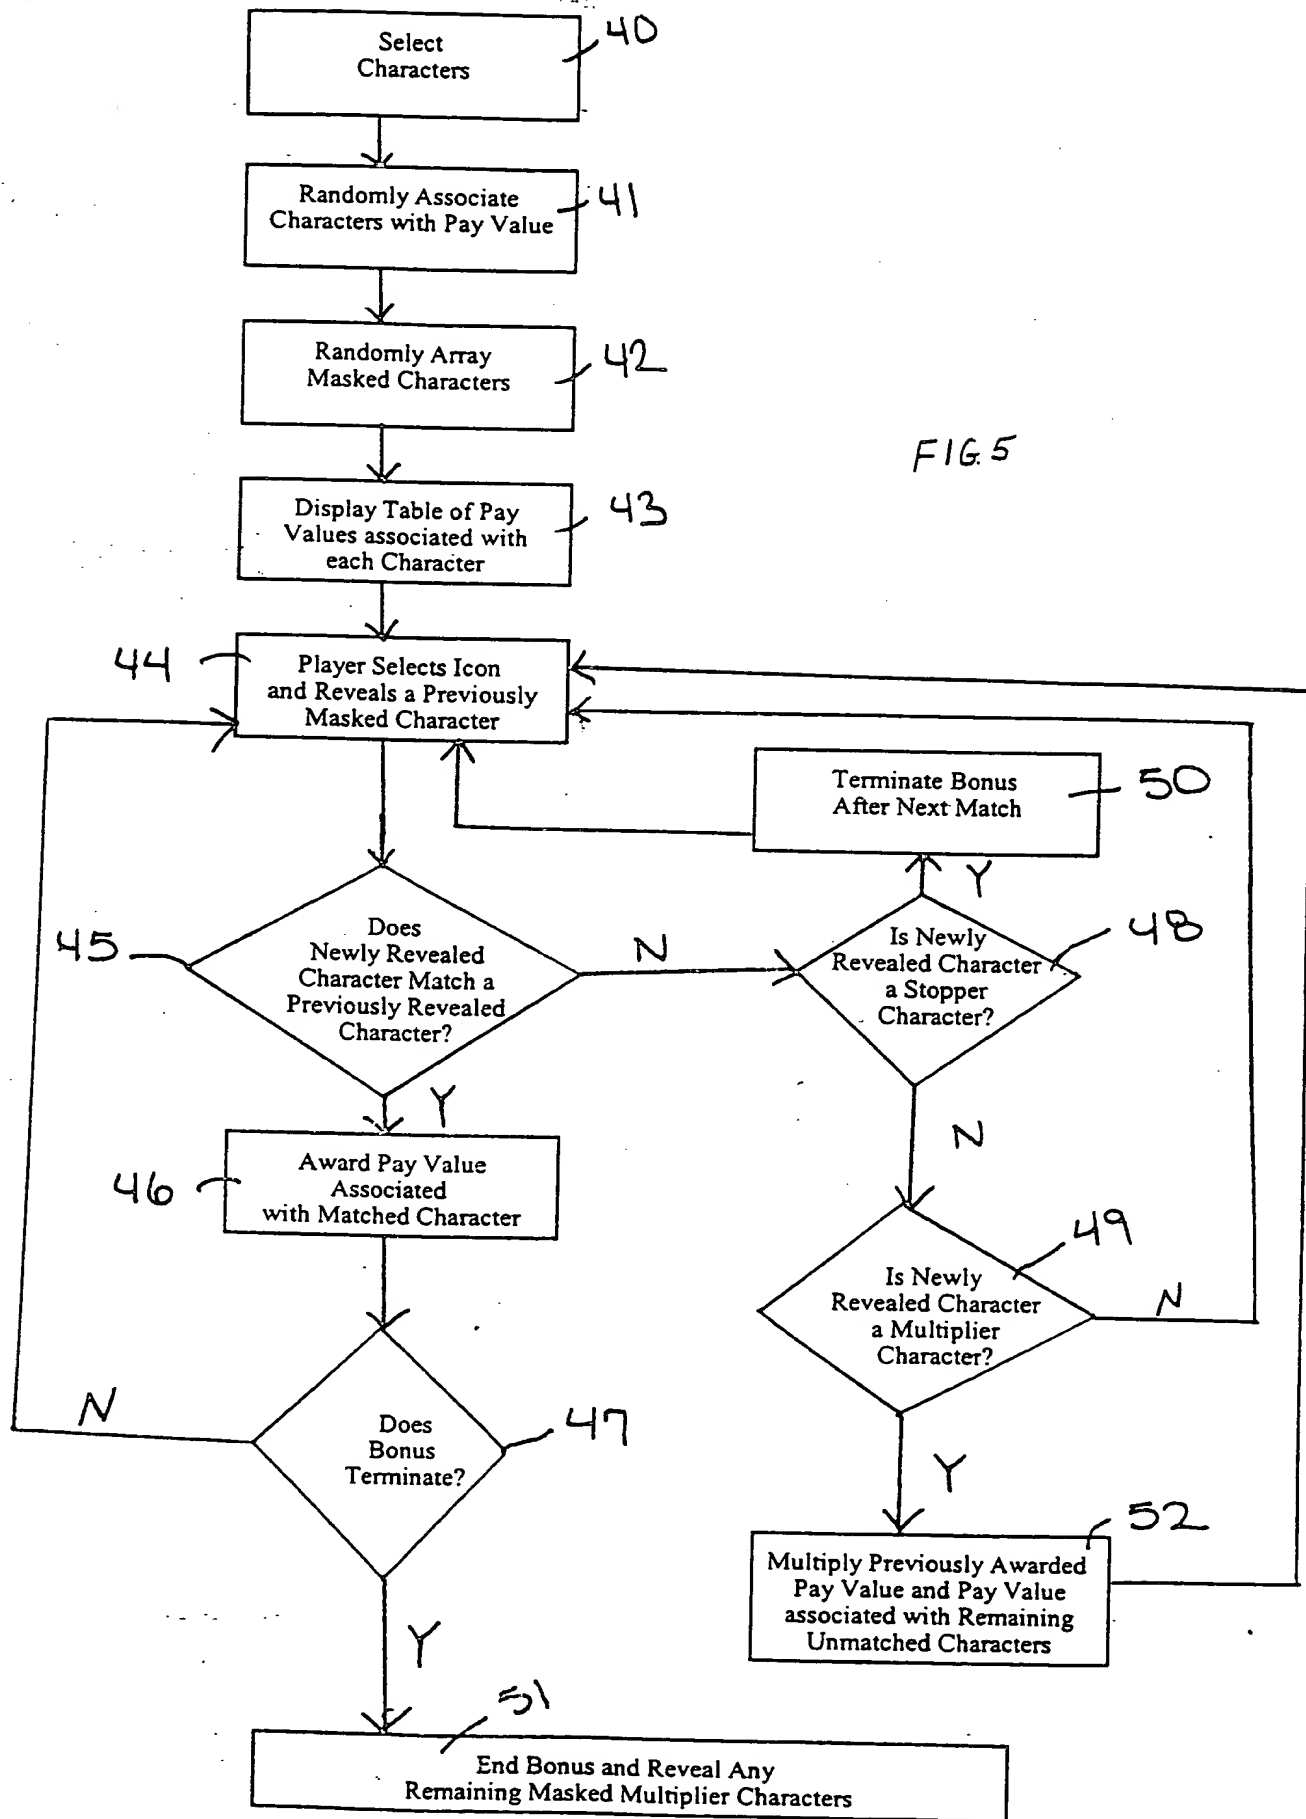 Select
Characters
40
Randomly Associate
Characters with Pay Value
41
Randomly Array
Masked Characters
42
FIG. 5
Display Table of Pay
Values associated with
each Character
43
44
Player Selects Icon
and Reveals a Previously
Masked Character
Terminate Bonus
After Next Match
50
Y
45
Does
Newly Revealed
Character Match a
Previously Revealed
Character?
N
Is Newly
Revealed Character
a Stopper
Character?
48
Y
N
46
Award Pay Value
Associated
with Matched Character
49
Is Newly
Revealed Character
a Multiplier
Character?
N
N
Does
Bonus
Terminate?
47
Y
52
Multiply Previously Awarded
Pay Value and Pay Value
associated with Remaining
Unmatched Characters
Y
51
End Bonus and Reveal Any
Remaining Masked Multiplier Characters